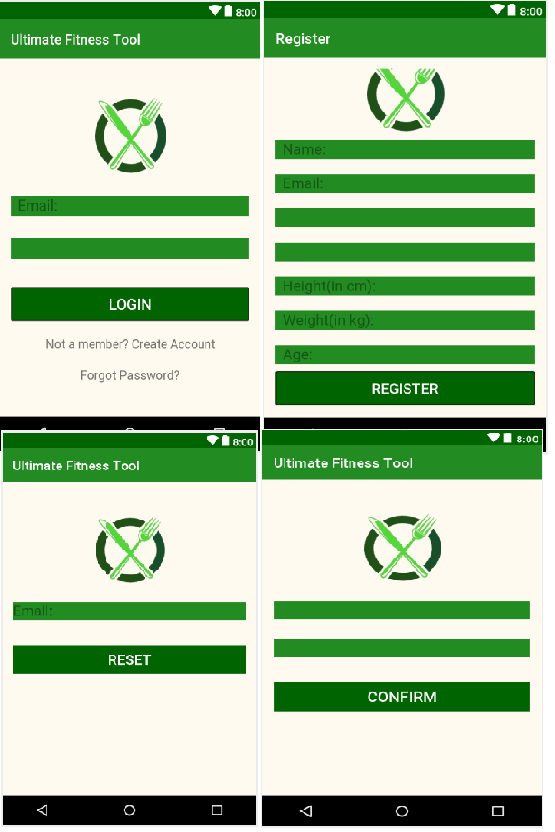 8:00
Ultimate Fitness Tool
Email:
LOGIN
Not a member? Create Account
Forgot Password?
8:00
Register
Name:
Email:
Height(in cm):
Weight(in kg):
Age:
REGISTER
8:00
Ultimate Fitness Tool
Email:
RESET
8:00
Ultimate Fitness Tool
CONFIRM